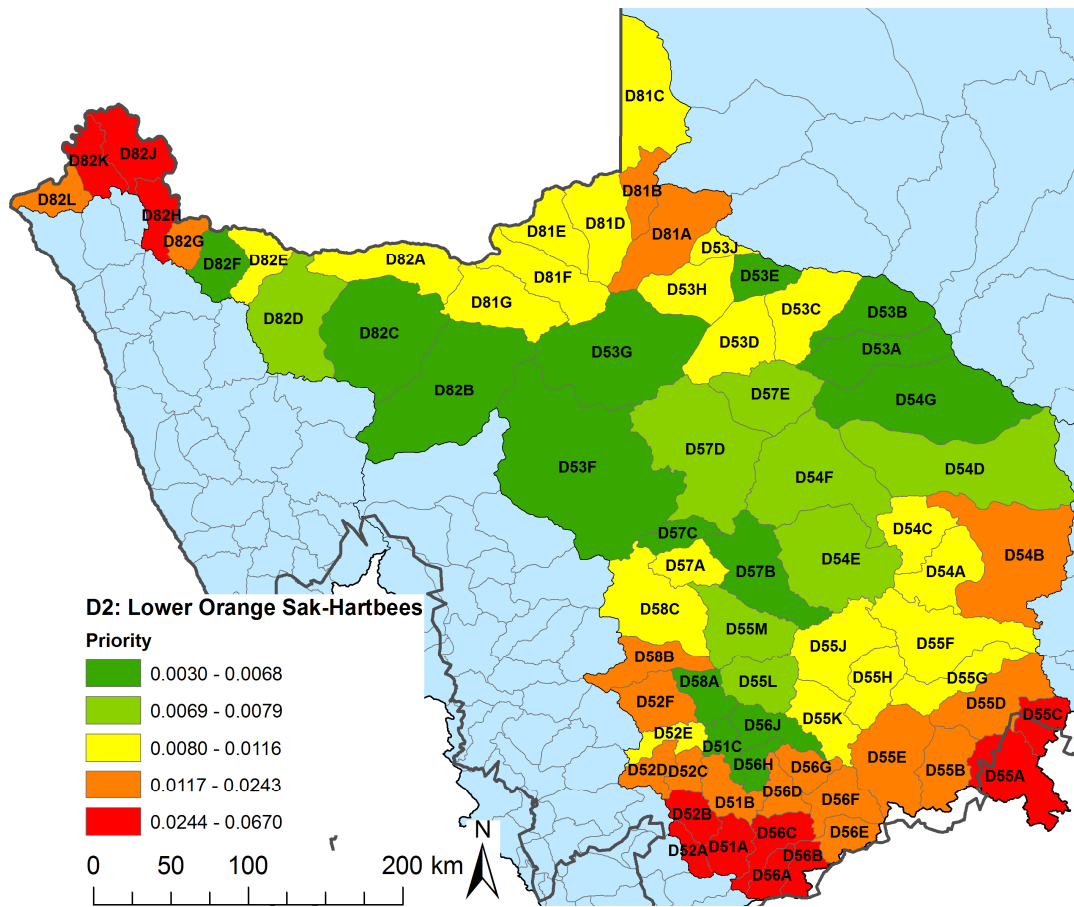 D81C
D82K
D82J
D82L
D82H
D82G
D82F
D82E
D82A
D81E
D81D
D81B
D81A
D81F
D81G
D53J
D53H
D53E
D53C
D53B
D53D
D53A
D53G
D82D
D82C
D82B
D57E
D54G
D57D
D54F
D54D
D53F
D54C
D54B
D57C
D57A
D57B
D54E
D54A
D58C
D55M
D55J
D55F
D58B
D58A
D55L
D55H
D55G
D52F
D56J
D55K
D55D
D55C
D52E
D51C
D52D
D52C
D56H
D56G
D55E
D55B
D55A
D52B
D51B
D56D
D56F
D52A
D51A
D56C
D56E
D56B
D56A
D2: Lower Orange Sak-Hartbees
Priority
0.0030 - 0.0068
0.0069 - 0.0079
0.0080 - 0.0116
0.0117 - 0.0243
0.0244 - 0.0670
N
0 50 100 200 km